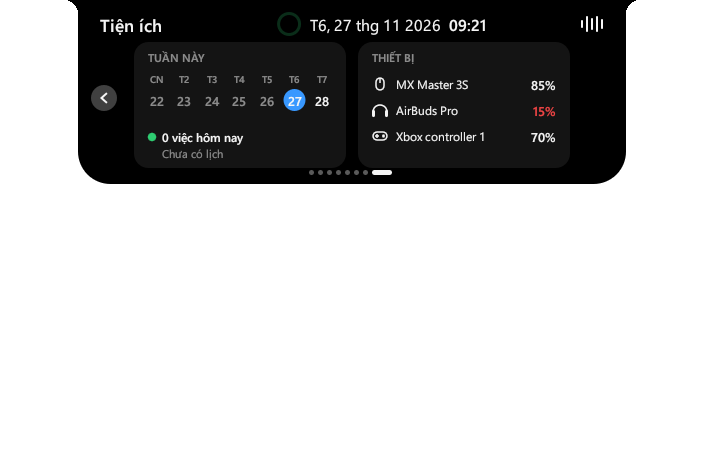 Tiện ích
T6, 27 thg 11 2026 09:21
TUẦN NÀY
CN T2 T3 T4 T5 T6 T7
22 23 24 25 26 27 28
0 việc hôm nay
Chưa có lịch
THIẾT BỊ
MX Master 3S 85%
AirBuds Pro 15%
Xbox controller 1 70%